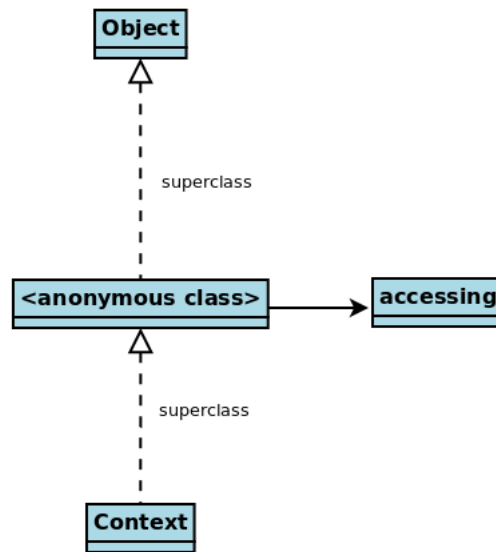 Object
superclass
<anonymous class>
accessing
superclass
Context